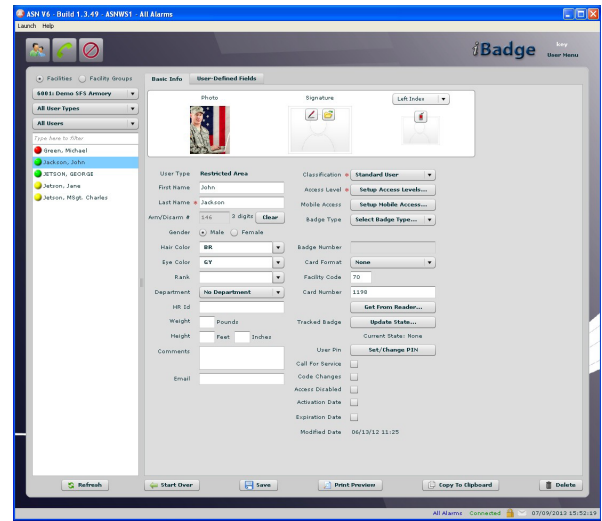 ASN V6 - Build 1.3.49 - ASNWS1 - All Alarms
Launch Help
iBadge
key
User Menu
Facilities Facility Groups
6001: Demo SFS Armory
All User Types
All Users
Type here to filter
Green, Michael
Jackson, John
JETSON, GEORGE
Jetson, Jane
Jetson, MSgt. Charles
Refresh
Basic Info User-Defined Fields
Photo Signature Left Index
User Type Restricted Area
First Name John
Last Name * Jackson
Arm/Disarm # 146 3 digits Clear
Gender Male Female
Hair Color BR
Eye Color GY
Rank
Department No Department
HR Id
Weight Pounds
Height Feet Inches
Comments
Email
Classification * Standard User
Access Level * Setup Access Levels...
Mobile Access Setup Mobile Access...
Badge Type Select Badge Type...
Badge Number
Card Format None
Facility Code 70
Card Number 1198
Get From Reader...
Tracked Badge Update State...
Current State: None
User Pin Set/Change PIN
Call For Service
Code Changes
Access Disabled
Activation Date
Expiration Date
Modified Date 06/13/12 11:25
Start Over Save Print Preview Copy To Clipboard Delete
All Alarms Connected 07/09/2013 15:52:19